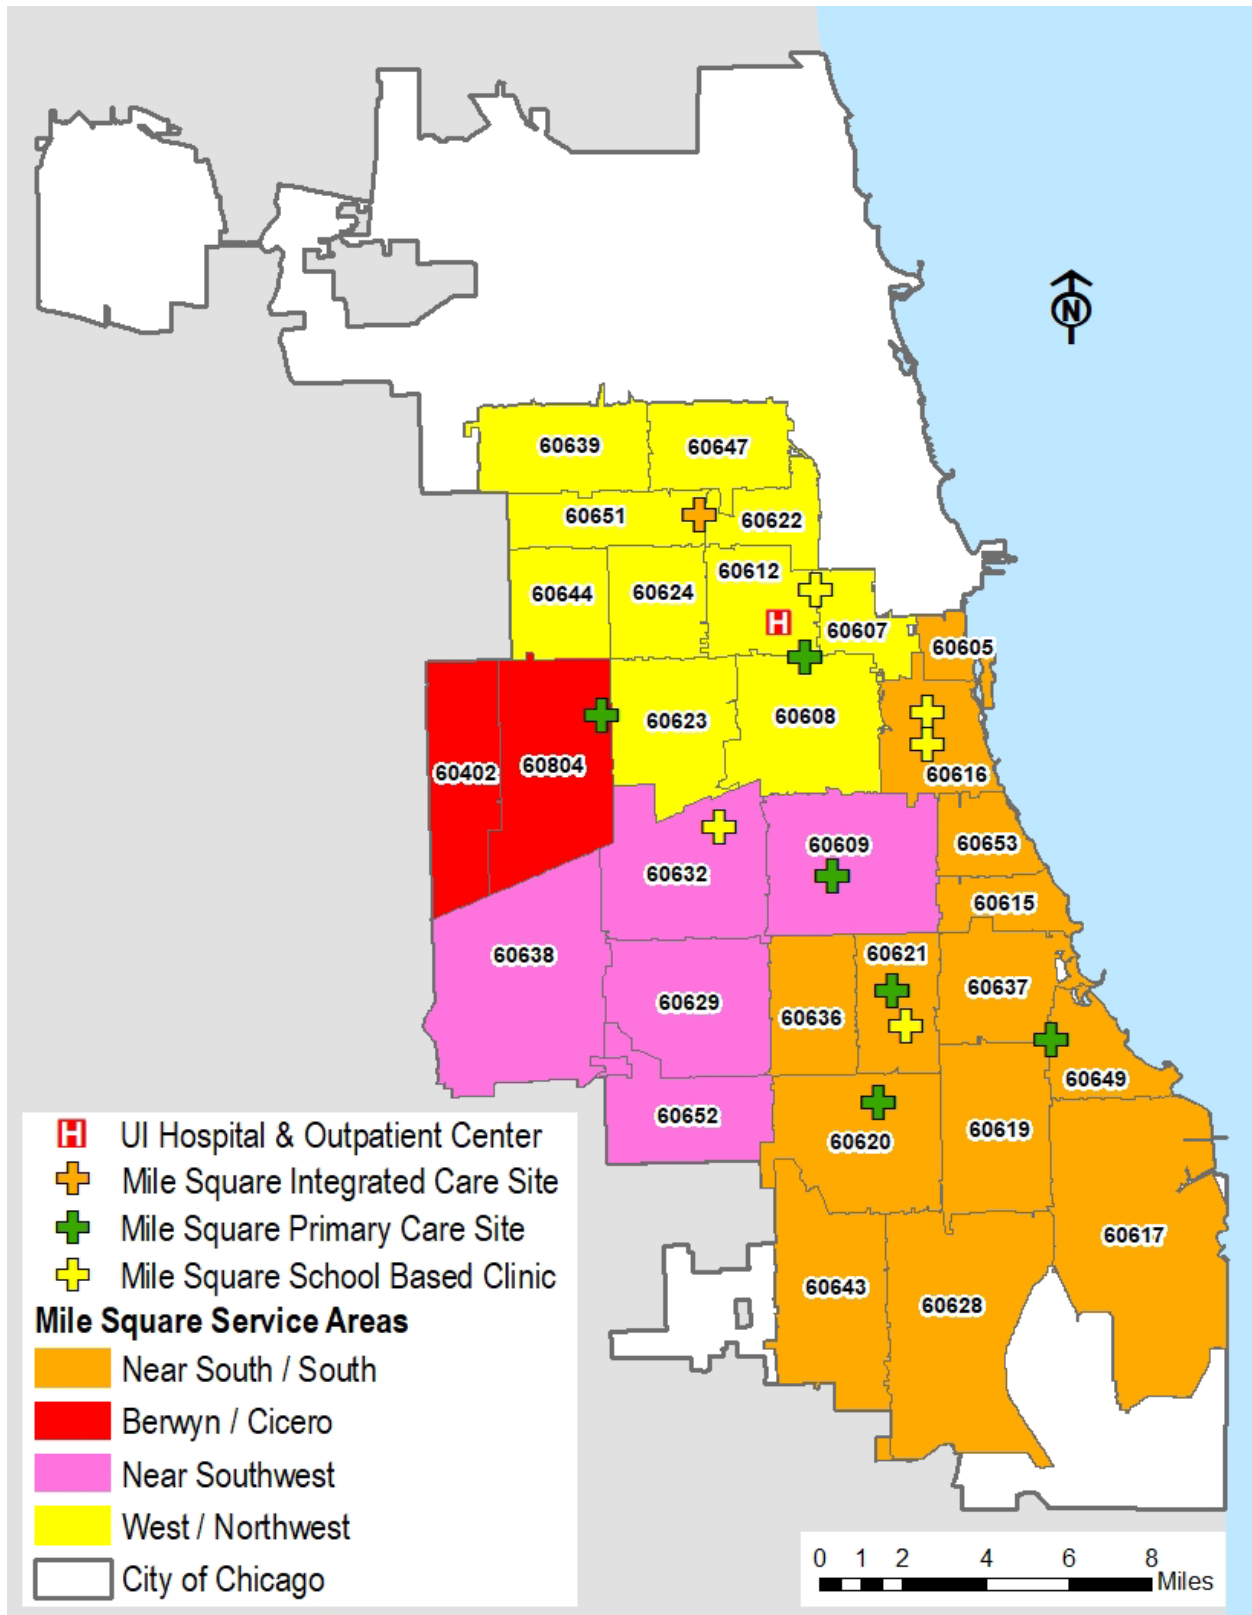 N
60639
60647
60651
60622
60612
60644
60624
60607
60605
60623
60608
60402
60804
60616
60609
60653
60632
60615
60638
60621
60629
60637
60636
60649
60652
60620
60619
60617
60643
60628
H
H UI Hospital & Outpatient Center
Mile Square Integrated Care Site
Mile Square Primary Care Site
Mile Square School Based Clinic
Mile Square Service Areas
Near South / South
Berwyn / Cicero
Near Southwest
West / Northwest
City of Chicago
0 1 2 4 6 8
Miles